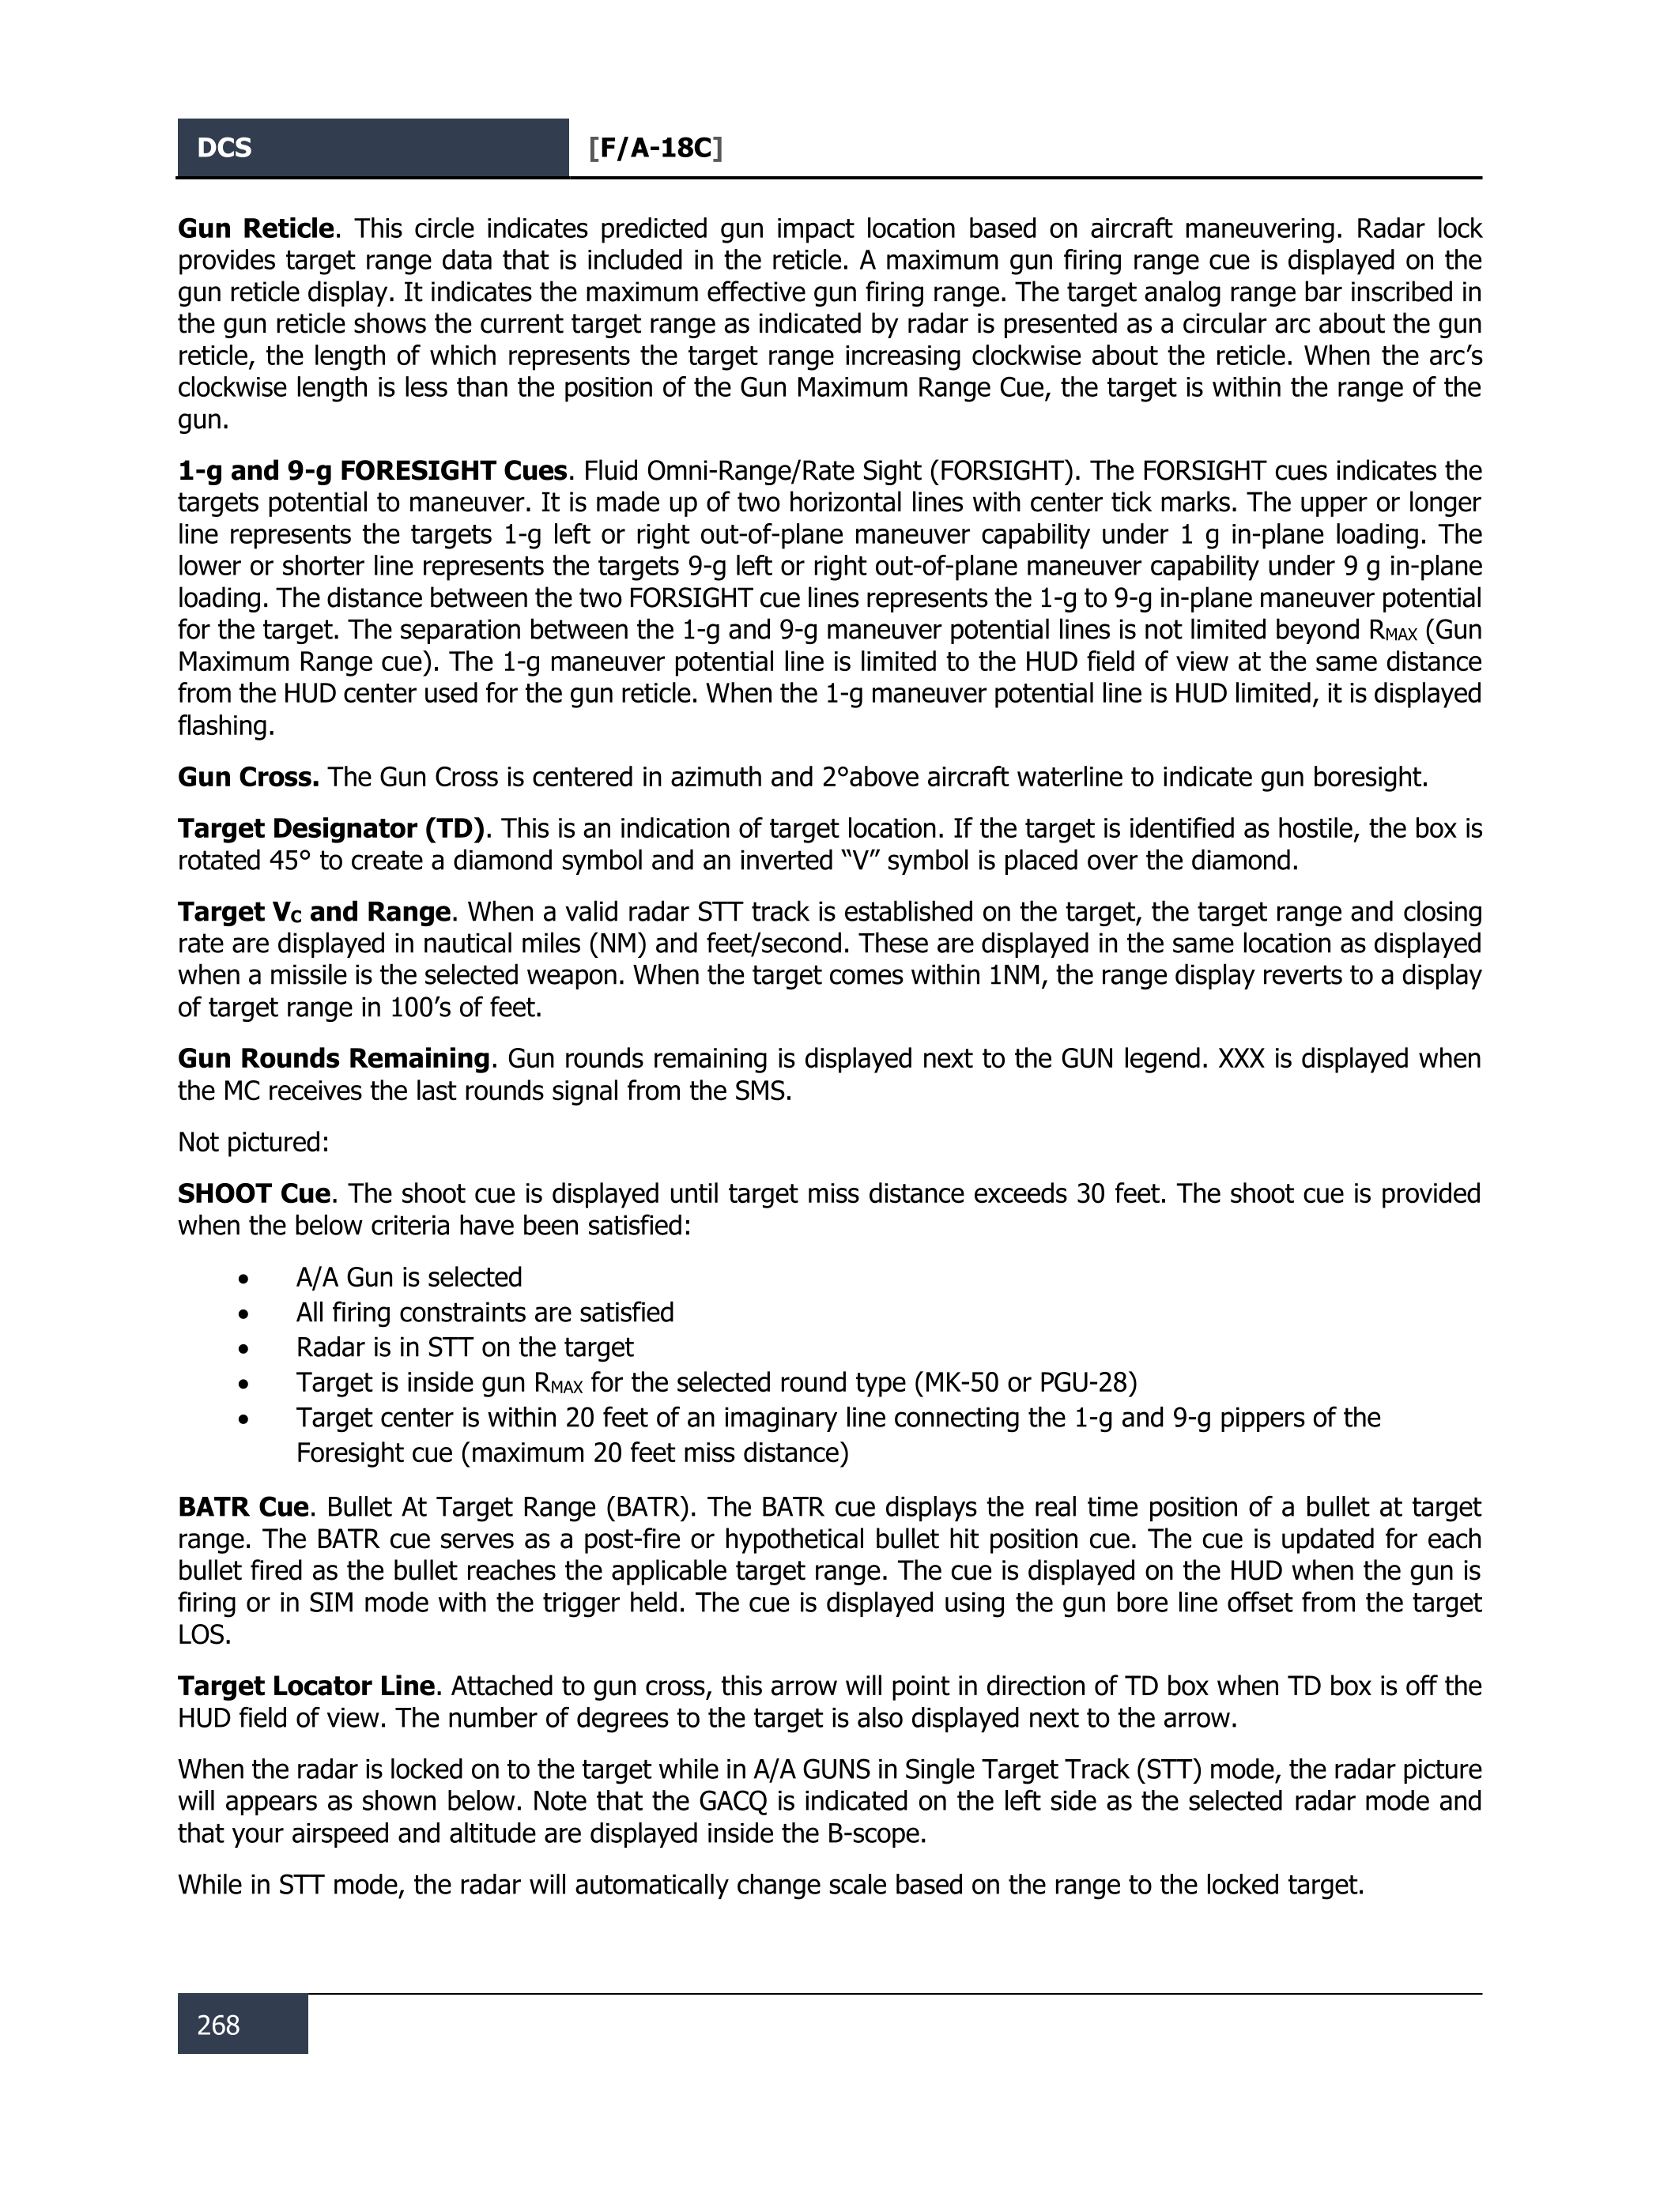 DCS [F/A-18C]
Gun Reticle. This circle indicates predicted gun impact location based on aircraft maneuvering. Radar lock
provides target range data that is included in the reticle. A maximum gun firing range cue is displayed on the
gun reticle display. It indicates the maximum effective gun firing range. The target analog range bar inscribed in
the gun reticle shows the current target range as indicated by radar is presented as a circular arc about the gun
reticle, the length of which represents the target range increasing clockwise about the reticle. When the arc’s
clockwise length is less than the position of the Gun Maximum Range Cue, the target is within the range of the
gun.
1-g and 9-g FORESIGHT Cues. Fluid Omni-Range/Rate Sight (FORSIGHT). The FORSIGHT cues indicates the
targets potential to maneuver. It is made up of two horizontal lines with center tick marks. The upper or longer
line represents the targets 1-g left or right out-of-plane maneuver capability under 1 g in-plane loading. The
lower or shorter line represents the targets 9-g left or right out-of-plane maneuver capability under 9 g in-plane
loading. The distance between the two FORSIGHT cue lines represents the 1-g to 9-g in-plane maneuver potential
for the target. The separation between the 1-g and 9-g maneuver potential lines is not limited beyond RMAX (Gun
Maximum Range cue). The 1-g maneuver potential line is limited to the HUD field of view at the same distance
from the HUD center used for the gun reticle. When the 1-g maneuver potential line is HUD limited, it is displayed
flashing.
Gun Cross. The Gun Cross is centered in azimuth and 2°above aircraft waterline to indicate gun boresight.
Target Designator (TD). This is an indication of target location. If the target is identified as hostile, the box is
rotated 45° to create a diamond symbol and an inverted “V” symbol is placed over the diamond.
Target VC and Range. When a valid radar STT track is established on the target, the target range and closing
rate are displayed in nautical miles (NM) and feet/second. These are displayed in the same location as displayed
when a missile is the selected weapon. When the target comes within 1NM, the range display reverts to a display
of target range in 100’s of feet.
Gun Rounds Remaining. Gun rounds remaining is displayed next to the GUN legend. XXX is displayed when
the MC receives the last rounds signal from the SMS.
Not pictured:
SHOOT Cue. The shoot cue is displayed until target miss distance exceeds 30 feet. The shoot cue is provided
when the below criteria have been satisfied:
• A/A Gun is selected
• All firing constraints are satisfied
• Radar is in STT on the target
• Target is inside gun RMAX for the selected round type (MK-50 or PGU-28)
• Target center is within 20 feet of an imaginary line connecting the 1-g and 9-g pippers of the
Foresight cue (maximum 20 feet miss distance)
BATR Cue. Bullet At Target Range (BATR). The BATR cue displays the real time position of a bullet at target
range. The BATR cue serves as a post-fire or hypothetical bullet hit position cue. The cue is updated for each
bullet fired as the bullet reaches the applicable target range. The cue is displayed on the HUD when the gun is
firing or in SIM mode with the trigger held. The cue is displayed using the gun bore line offset from the target
LOS.
Target Locator Line. Attached to gun cross, this arrow will point in direction of TD box when TD box is off the
HUD field of view. The number of degrees to the target is also displayed next to the arrow.
When the radar is locked on to the target while in A/A GUNS in Single Target Track (STT) mode, the radar picture
will appears as shown below. Note that the GACQ is indicated on the left side as the selected radar mode and
that your airspeed and altitude are displayed inside the B-scope.
While in STT mode, the radar will automatically change scale based on the range to the locked target.
268